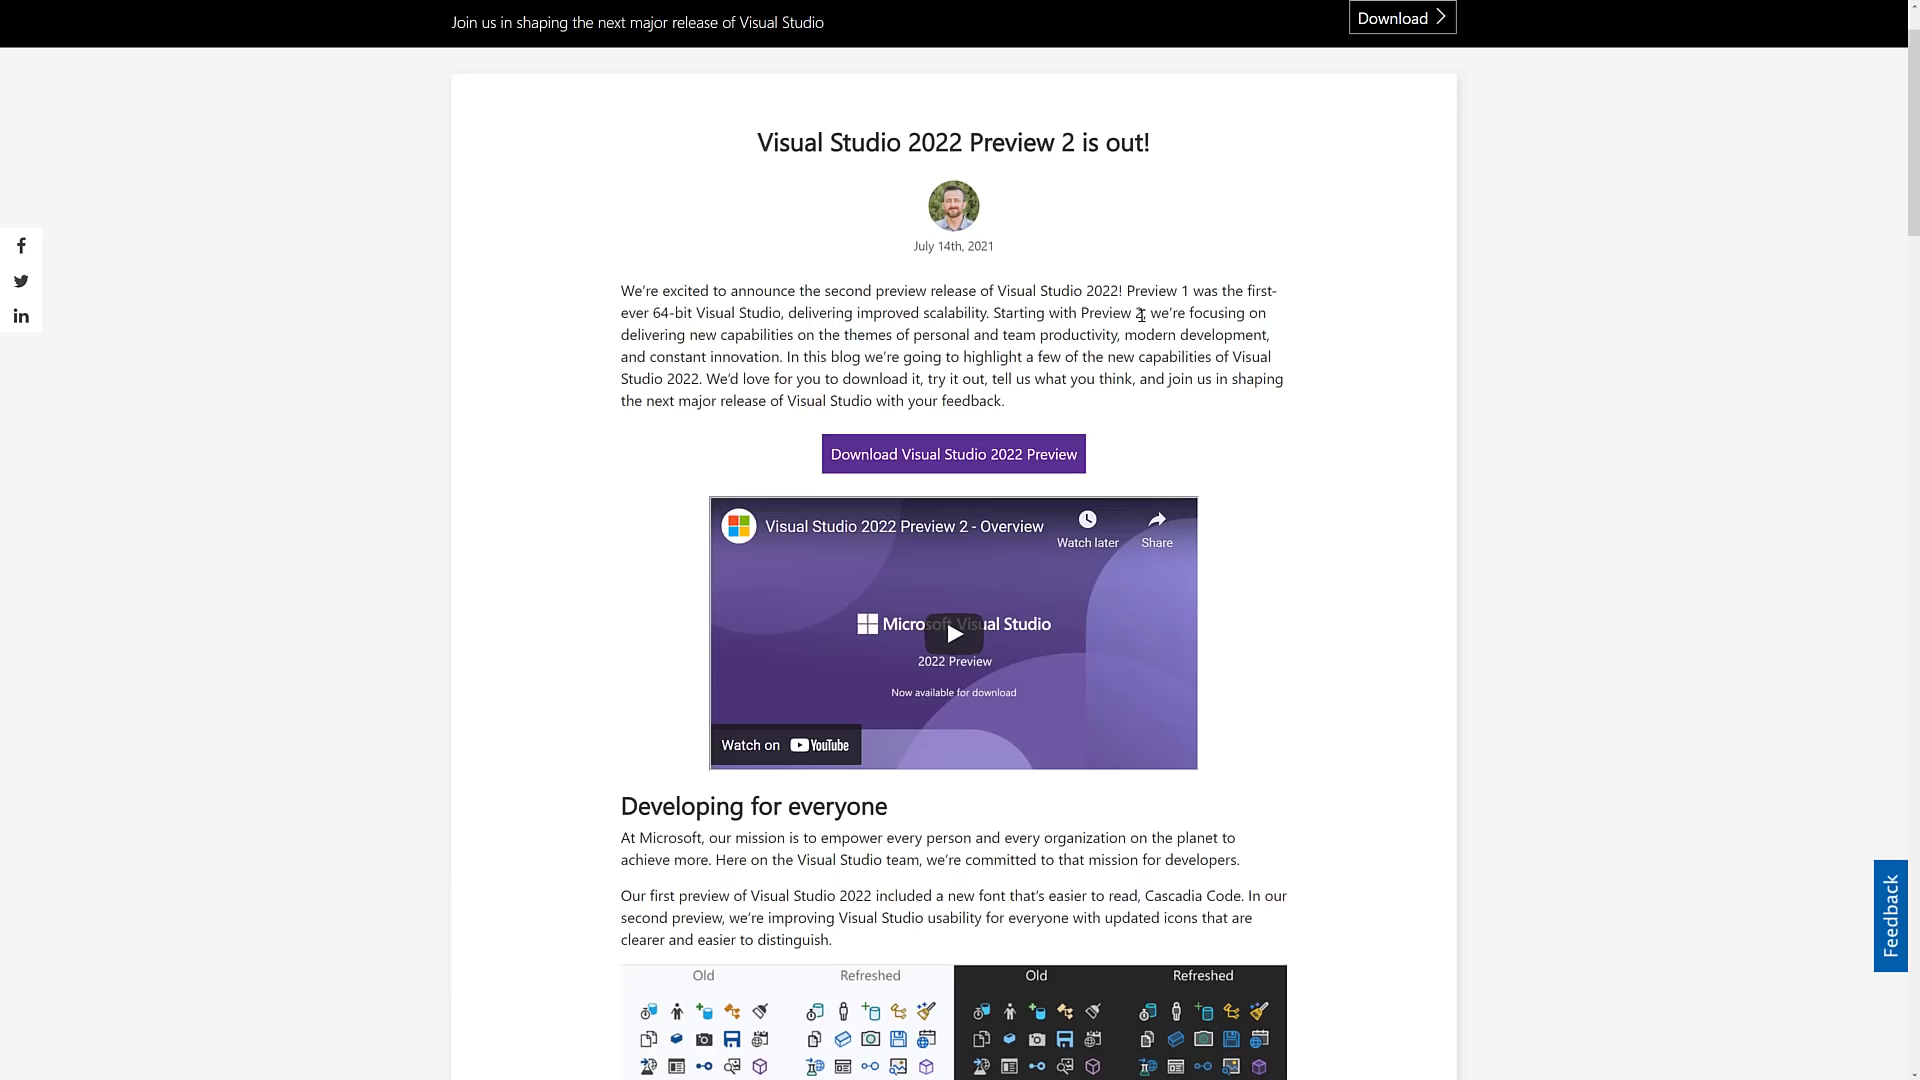 Join us in shaping the next major release of Visual Studio
Download
Visual Studio 2022 Preview 2 is out!
July 14th, 2021
We're excited to announce the second preview release of Visual Studio 2022! Preview 1 was the first-
ever 64-bit Visual Studio, delivering improved scalability. Starting with Preview 2, we're focusing on
delivering new capabilities on the themes of personal and team productivity, modern development,
and constant innovation. In this blog we're going to highlight a few of the new capabilities of Visual
Studio 2022. We'd love for you to download it, try it out, tell us what you think, and join us in shaping
the next major release of Visual Studio with your feedback.
Download Visual Studio 2022 Preview
Visual Studio 2022 Preview 2 - Overview
Watch later
Share
Microsoft Visual Studio
2022 Preview
Now available for download
Watch on YouTube
Developing for everyone
At Microsoft, our mission is to empower every person and every organization on the planet to
achieve more. Here on the Visual Studio team, we're committed to that mission for developers.
Our first preview of Visual Studio 2022 included a new font that's easier to read, Cascadia Code. In our
second preview, we're improving Visual Studio usability for everyone with updated icons that are
clearer and easier to distinguish.
Old
Refreshed
Old
Refreshed
Feedback